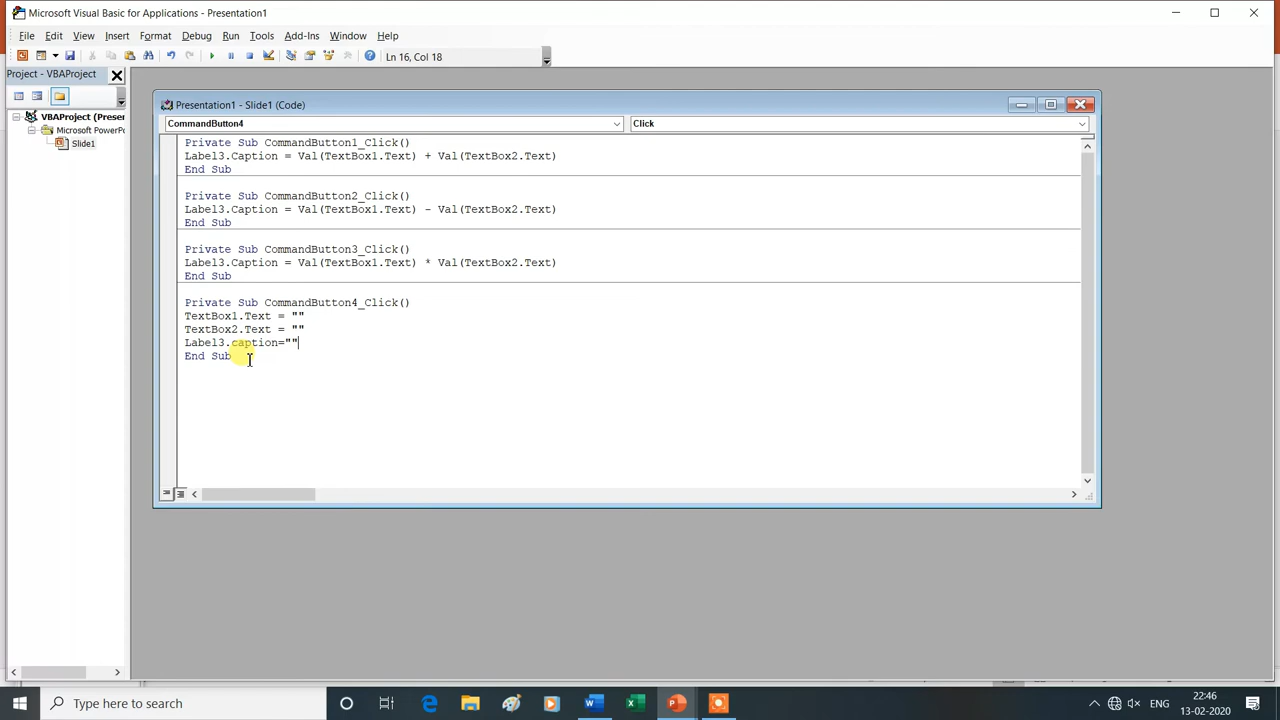 Microsoft Visual Basic for Applications - Presentation1
File Edit View Insert Format Debug Run Tools Add-Ins Window Help
Ln 16, Col 18
Project - VBAProject
VBAProject (Presen
Microsoft PowerPo
Slide1
Presentation1 - Slide1 (Code)
CommandButton4 Click
Private Sub CommandButton1_Click()
Label3.Caption = Val(TextBox1.Text) + Val(TextBox2.Text)
End Sub
Private Sub CommandButton2_Click()
Label3.Caption = Val(TextBox1.Text) - Val(TextBox2.Text)
End Sub
Private Sub CommandButton3_Click()
Label3.Caption = Val(TextBox1.Text) * Val(TextBox2.Text)
End Sub
Private Sub CommandButton4_Click()
TextBox1.Text = ""
TextBox2.Text = ""
Label3.caption=""
End Sub
Type here to search
ENG
22:46
13-02-2020